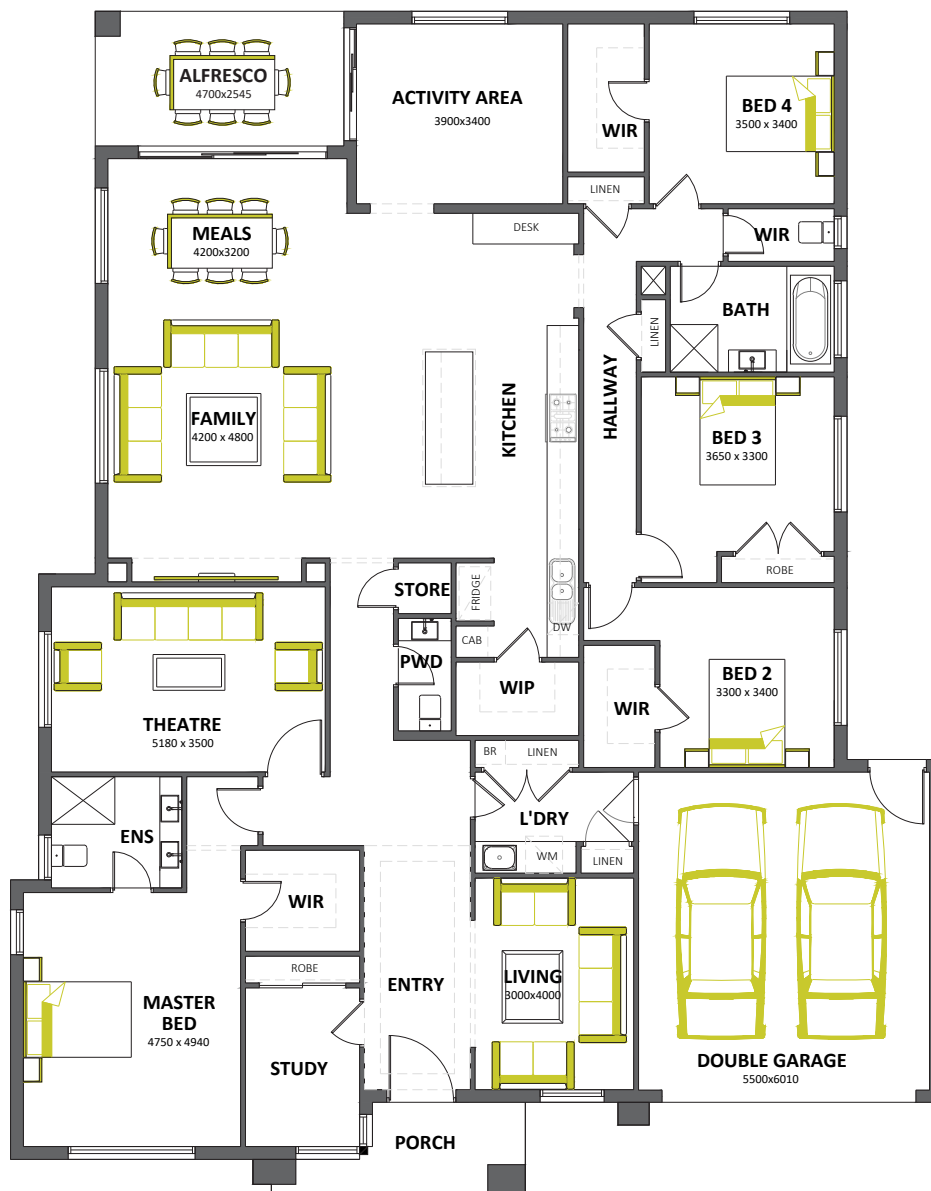 ALFRESCO
4700x2545
ACTIVITY AREA
3900x3400
WIR
BED 4
3500 x 3400
LINEN
MEALS
4200x3200
DESK
WIR
BATH
LINEN
HALLWAY
KITCHEN
FAMILY
4200 x 4800
BED 3
3650 x 3300
ROBE
STORE
FRIDGE
DW
CAB
PWD
WIP
WIR
BED 2
3300 x 3400
THEATRE
5180 x 3500
BR
LINEN
L'DRY
WM
LINEN
ENS
WIR
ROBE
ENTRY
LIVING
3000x4000
MASTER
BED
4750 x 4940
STUDY
DOUBLE GARAGE
5500x6010
PORCH